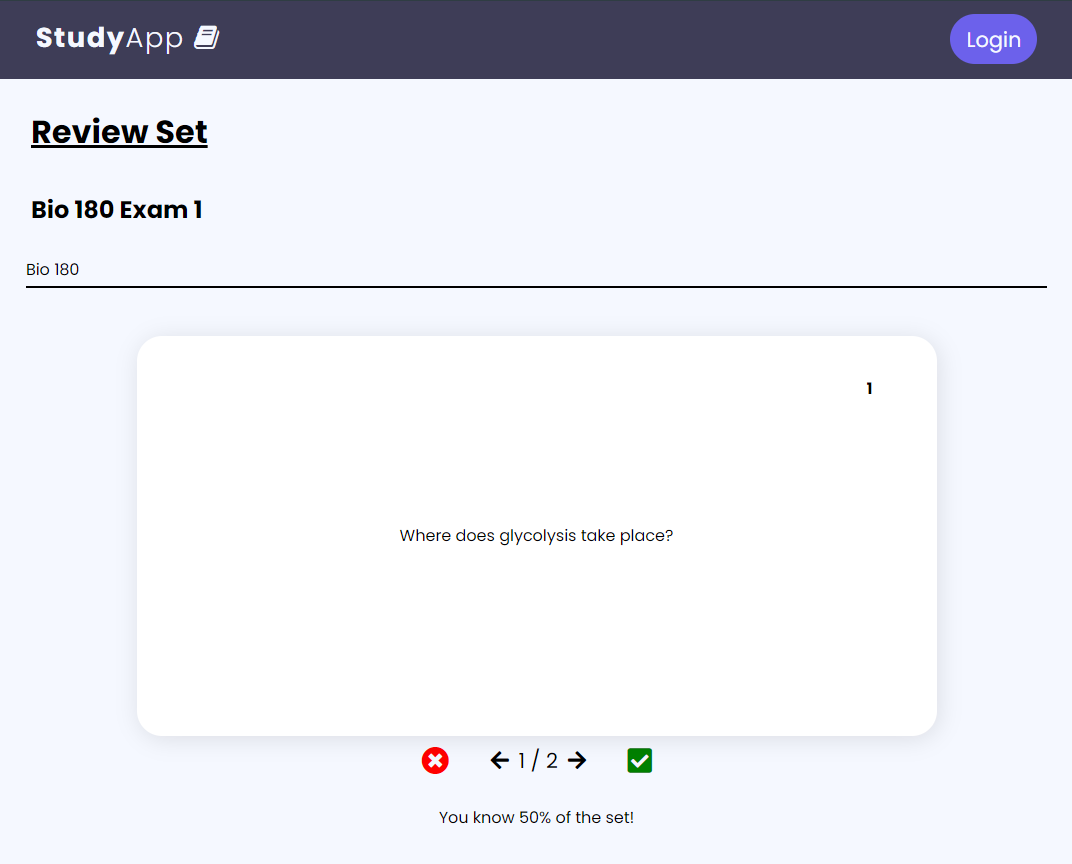 StudyApp
Login
Review Set
Bio 180 Exam 1
Bio 180
1
Where does glycolysis take place?
1 / 2
You know 50% of the set!